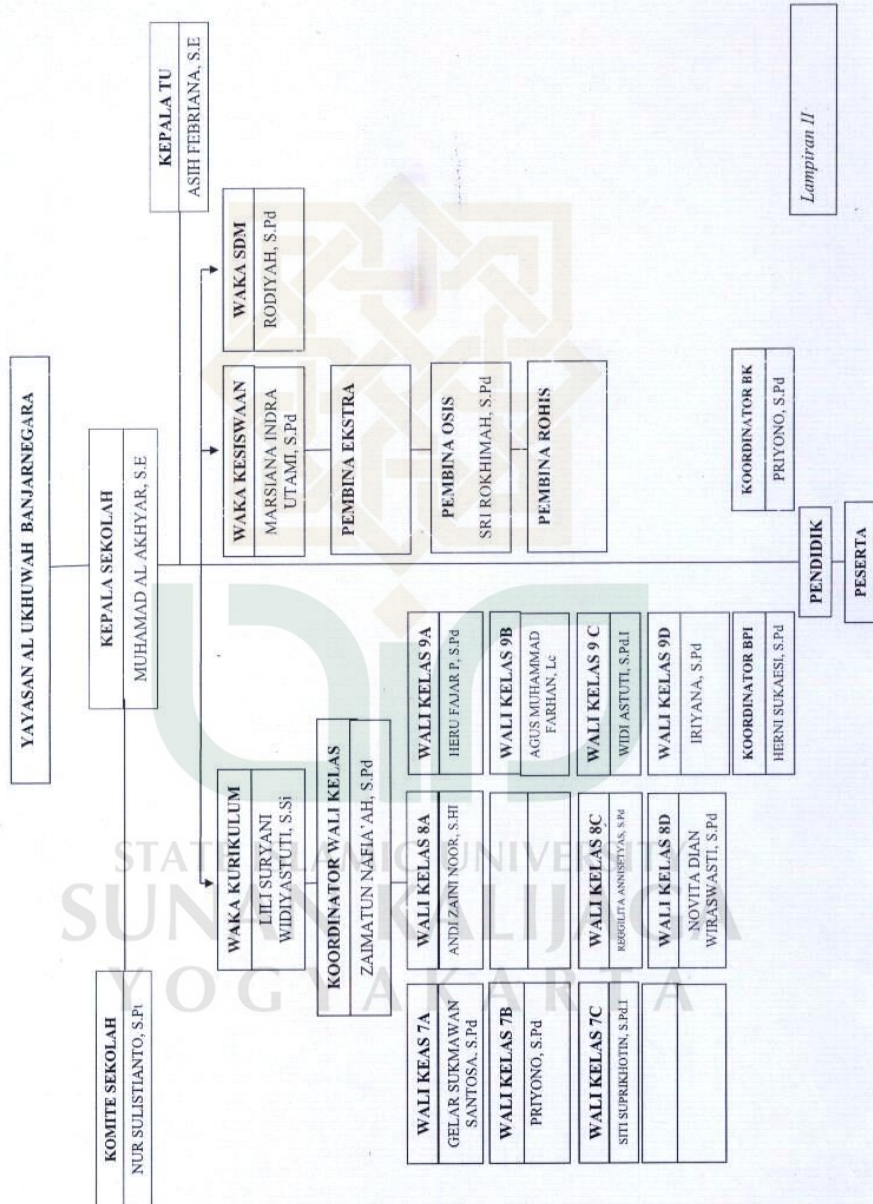 YAYASAN AL UKHUWAH BANJARNEGARA
KOMITE SEKOLAH
NUR SULISTIANTO, S.Pt
KEPALA SEKOLAH
MUHAMAD AL AKHYAR, S.E
KEPALA TU
ASIH FEBRIANA, S.E
WAKA KURIKULUM
LILI SURYANI
WIDIYASTUTI, S.Si
WAKA KESISWAAN
MARSIANA INDRA
UTAMI, S.Pd
WAKA SDM
RODIYAH, S.Pd
KOORDINATOR WALI KELAS
ZAIMATUN NAFIA'AH, S.Pd
PEMBINA EKSTRA
PEMBINA OSIS
SRI ROKHIMAH, S.Pd
PEMBINA ROHIS
WALI KEAS 7A
GELAR SUKMAWAN
SANTOSA, S.Pd
WALI KELAS 8A
ANDI ZAINI NOOR, S.HI
WALI KELAS 9A
HERU FAJAR P, S.Pd
WALI KELAS 7B
PRIYONO, S.Pd
WALI KELAS 9B
AGUS MUHAMMAD
FARHAN, Lc
WALI KELAS 7C
SITI SUPRIKHOTIN, S.Pd.I
WALI KELAS 8C
REGGILITA ANNISETYAS, S.Pd
WALI KELAS 9 C
WIDI ASTUTI, S.Pd.I
WALI KELAS 8D
NOVITA DIAN
WIRASWASTI, S.Pd
WALI KELAS 9D
IRIYANA, S.Pd
KOORDINATOR BPI
HERNI SUKAESI, S.Pd
KOORDINATOR BK
PRIYONO, S.Pd
PENDIDIK
PESERTA
Lampiran II
STATE ISLAMIC UNIVERSITY
SUNAN KALIJAGA
YOGYAKARTA